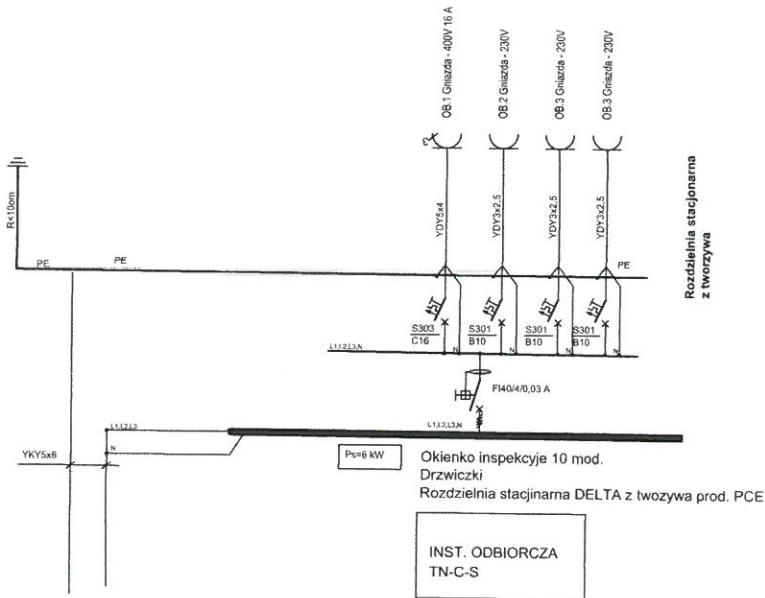 OB.1 Gniazda - 400V 16 A
OB.2 Gniazda - 230V
OB.3 Gniazda - 230V
OB.3 Gniazda - 230V
3
R<10om
YDY5x4
YDY3x2,5
YDY3x2,5
YDY3x2,5
PE
PE
PE
Rozdzielnia stacjonarna
z tworzywa
S303
C16
S301
B10
S301
B10
S301
B10
L1,L2,L3,N
N
N
N
FI40/4/0,03 A
L1,L2,L3
L1,L2,L3,N
N
YKY5x6
Ps=6 kW
Okienko inspekcyje 10 mod.
Drzwiczki
Rozdzielnia stacjinarna DELTA z twozywa prod. PCE
INST. ODBIORCZA
TN-C-S